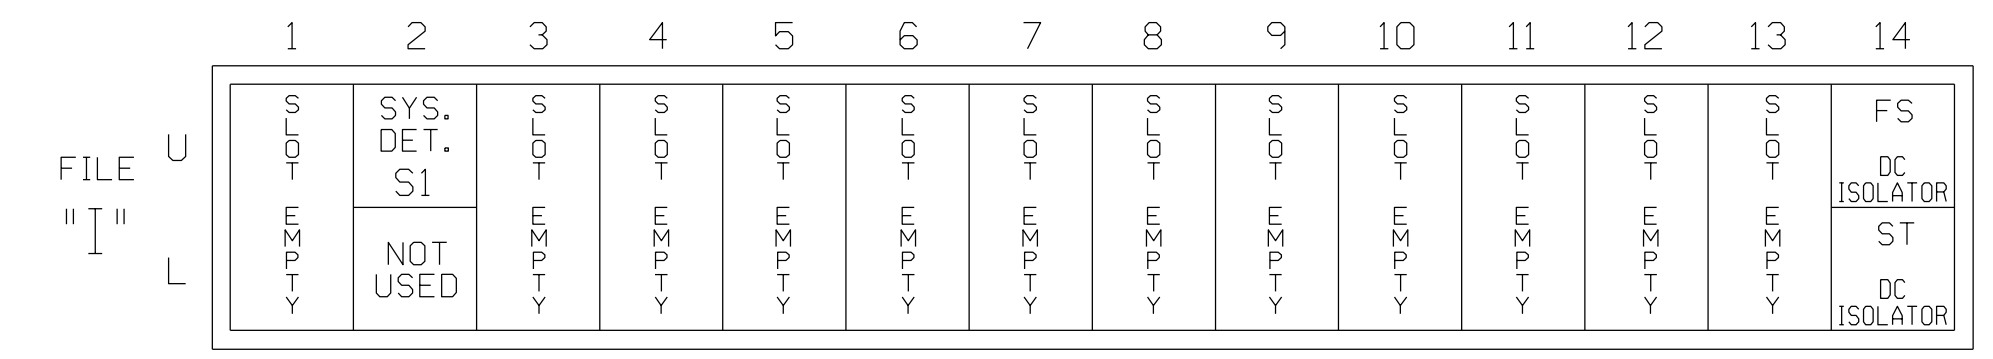 1 2 3 4 5 6 7 8 9 10 11 12 13 14
FILE
"I"
U
L
SLOT EMPTY
SYS.
DET.
S1
NOT
USED
SLOT EMPTY
SLOT EMPTY
SLOT EMPTY
SLOT EMPTY
SLOT EMPTY
SLOT EMPTY
SLOT EMPTY
SLOT EMPTY
SLOT EMPTY
SLOT EMPTY
SLOT EMPTY
FS
DC
ISOLATOR
ST
DC
ISOLATOR